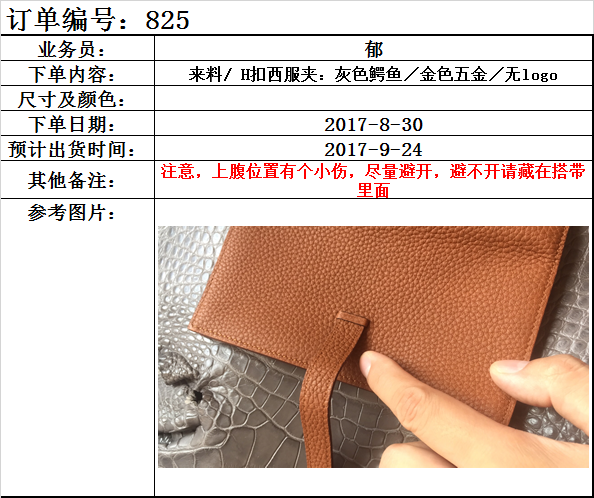 订单编号：825
业务员：
郁
下单内容：
来料/ H扣西服夹：灰色鳄鱼／金色五金／无logo
尺寸及颜色：
下单日期：
2017-8-30
预计出货时间：
2017-9-24
其他备注：
注意，上腹位置有个小伤，尽量避开，避不开请藏在搭带
里面
参考图片：